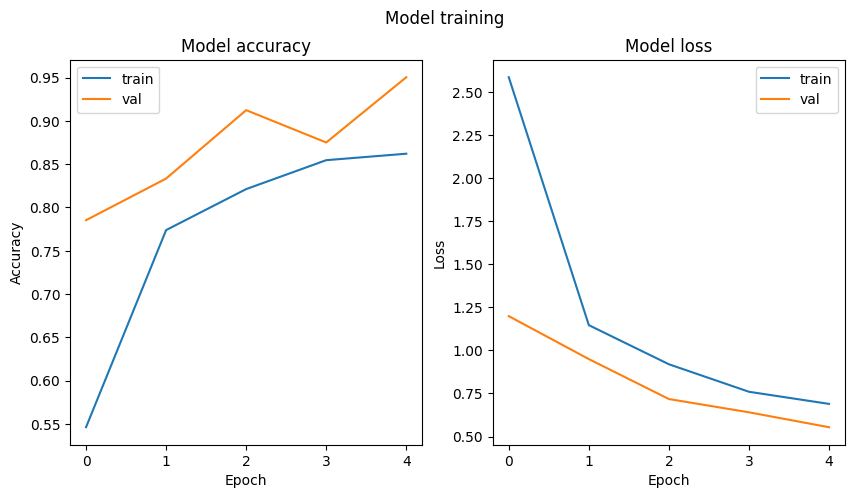 Model training
Model accuracy
train
val
0.95
0.90
0.85
0.80
0.75
0.70
0.65
0.60
0.55
Accuracy
0 1 2 3 4
Epoch
Model loss
train
val
2.50
2.25
2.00
1.75
1.50
1.25
1.00
0.75
0.50
Loss
0 1 2 3 4
Epoch